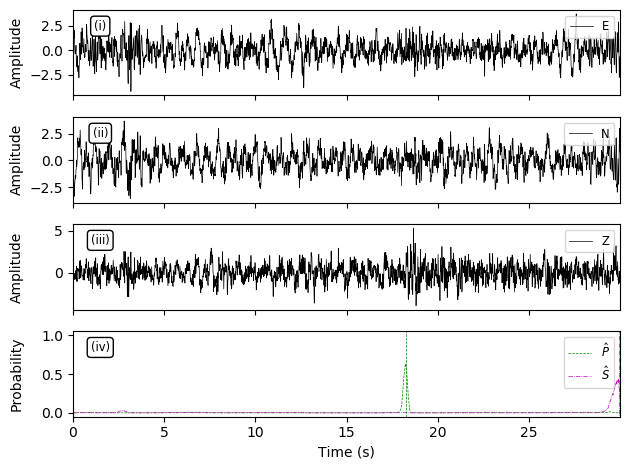 Amplitude
2.5
0.0
−2.5
(i)
E
Amplitude
2.5
0.0
−2.5
(ii)
N
Amplitude
5
0
(iii)
Z
Probability
1.0
0.5
0.0
(iv)
P̂
Ŝ
0 5 10 15 20 25
Time (s)